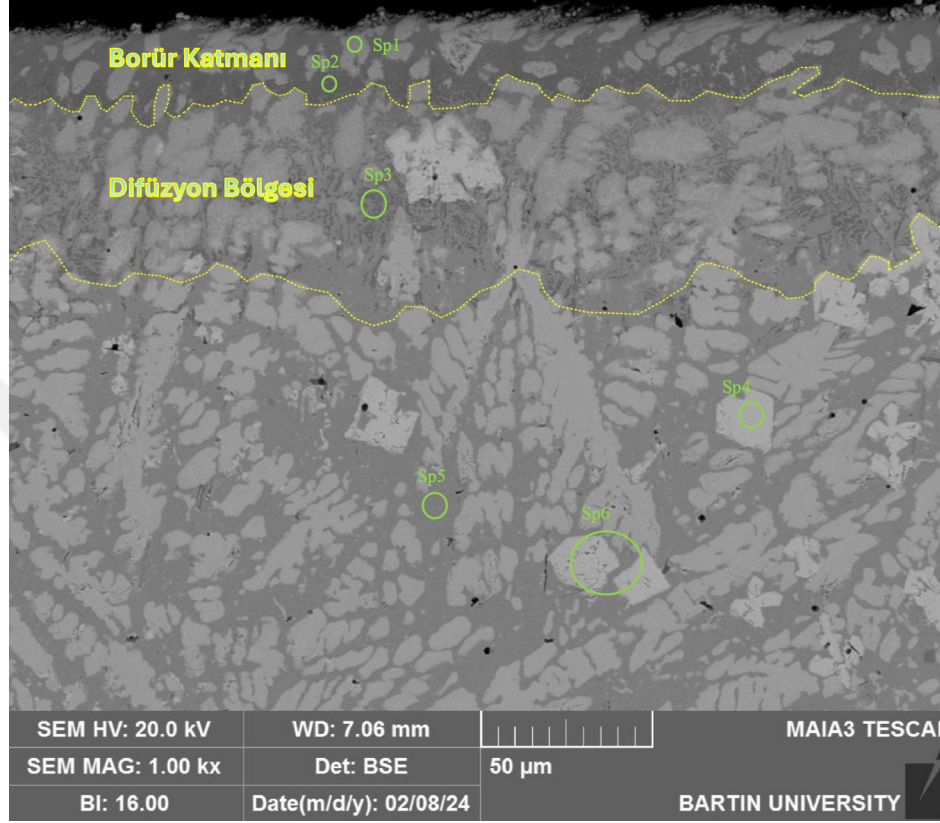 Borür Katmanı
Sp1
Sp2
Difüzyon Bölgesi
Sp3
Sp4
Sp5
Sp6
SEM HV: 20.0 kV
WD: 7.06 mm
MAIA3 TESCA
SEM MAG: 1.00 kx
Det: BSE
50 µm
BI: 16.00
Date(m/d/y): 02/08/24
BARTIN UNIVERSITY